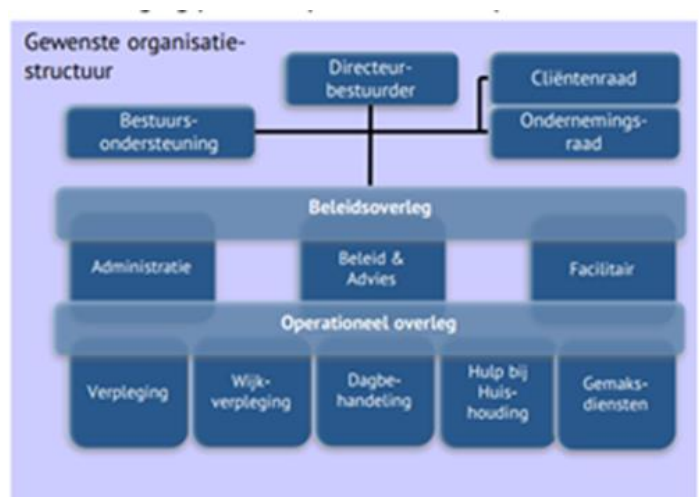 Gewenste organisatie-
structuur
Directeur-
bestuurder
Cliëntenraad
Bestuurs-
ondersteuning
Ondernemings-
raad
Beleidsoverleg
Administratie
Beleid &
Advies
Facilitair
Operationeel overleg
Verpleging
Wijk-
verpleging
Dagbe-
handeling
Hulp bij
Huis-
houding
Gemaks-
diensten